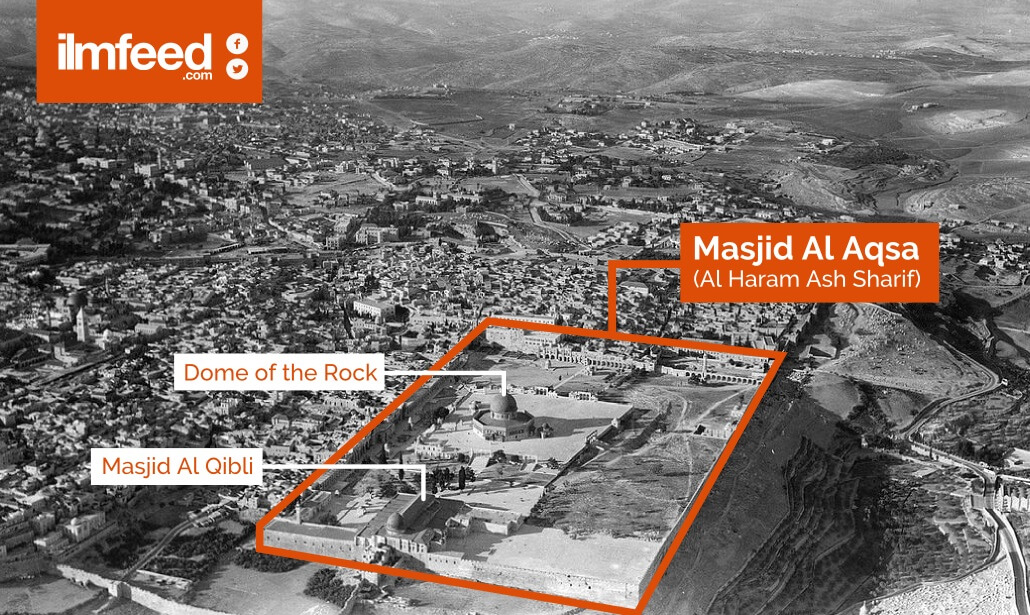 ilmfeed
.com
Masjid Al Aqsa
(Al Haram Ash Sharif)
Dome of the Rock
Masjid Al Qibli